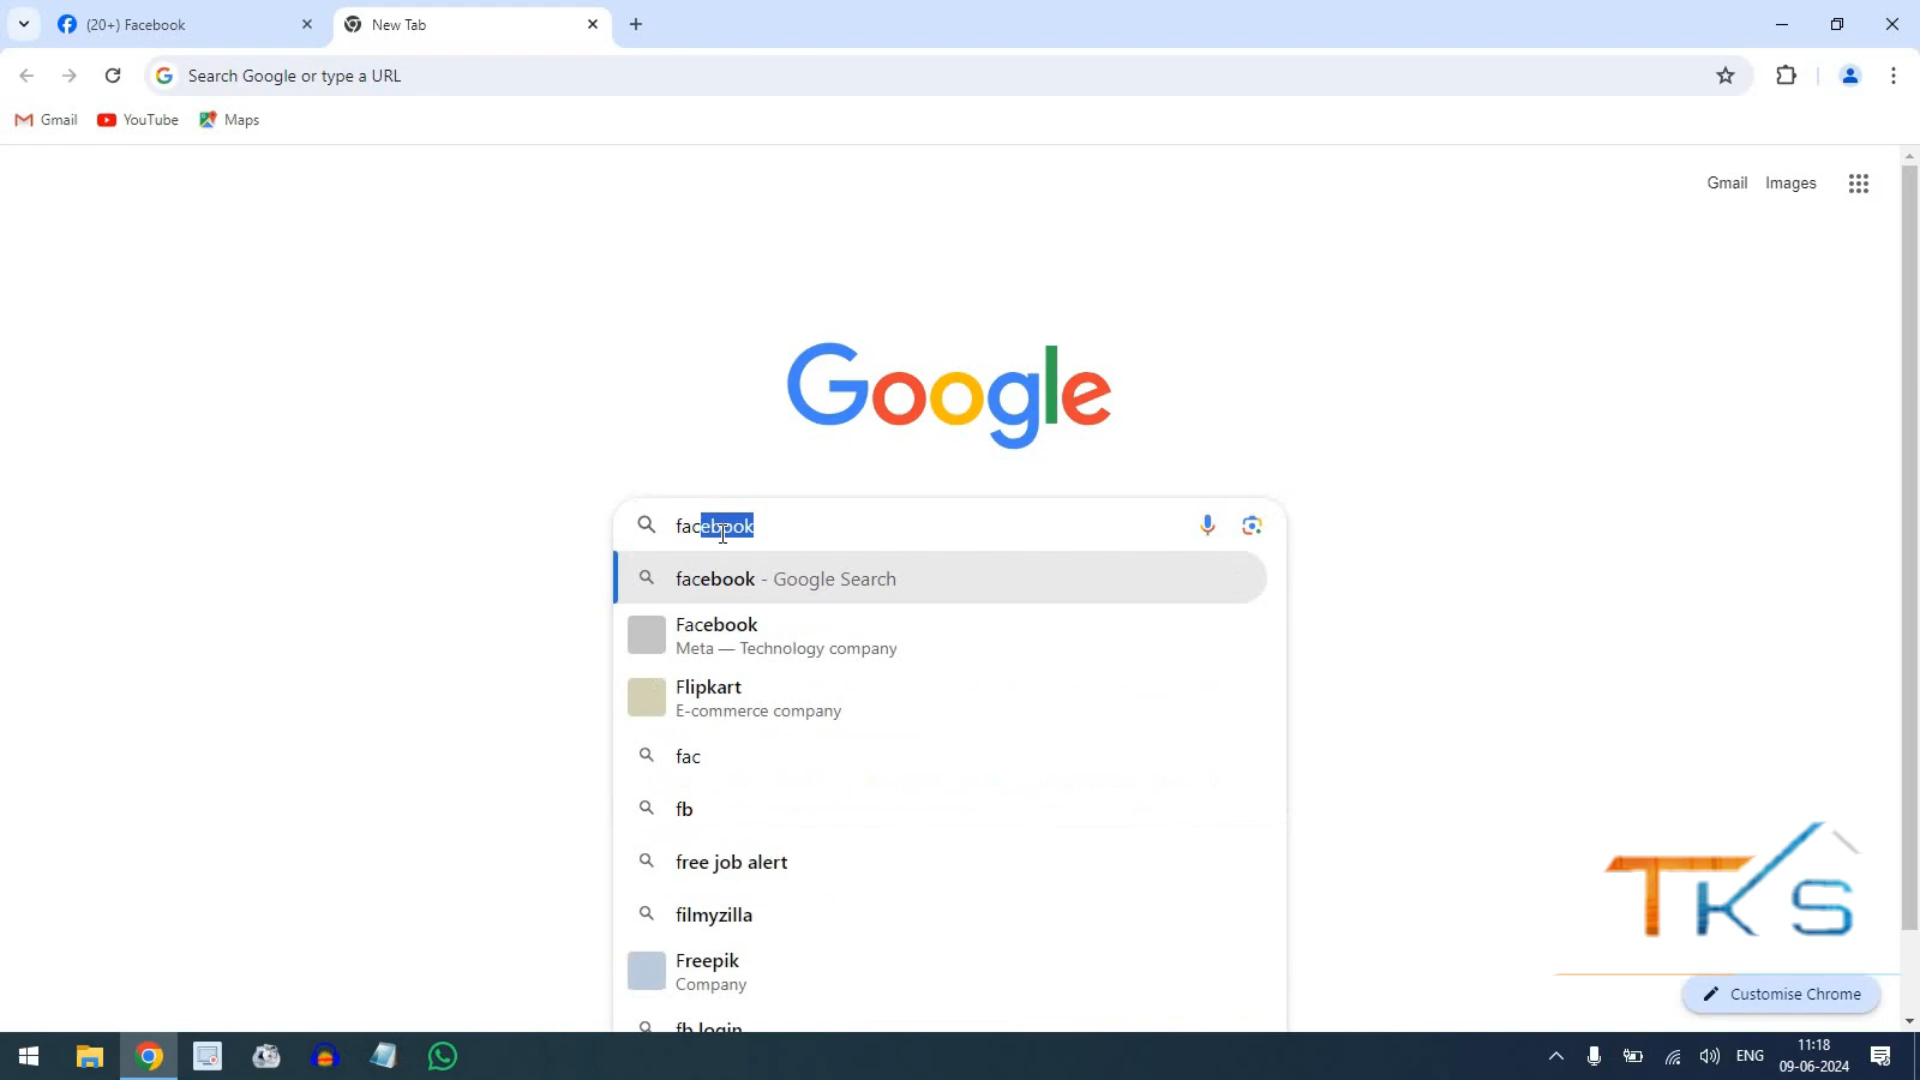 (20+) Facebook
New Tab
Search Google or type a URL
Gmail
YouTube
Maps
Gmail
Images
Google
facebook
facebook - Google Search
Facebook
Meta — Technology company
Flipkart
E-commerce company
fac
fb
free job alert
filmyzilla
Freepik
Company
fb login
TKS
Customise Chrome
ENG
11:18
09-06-2024